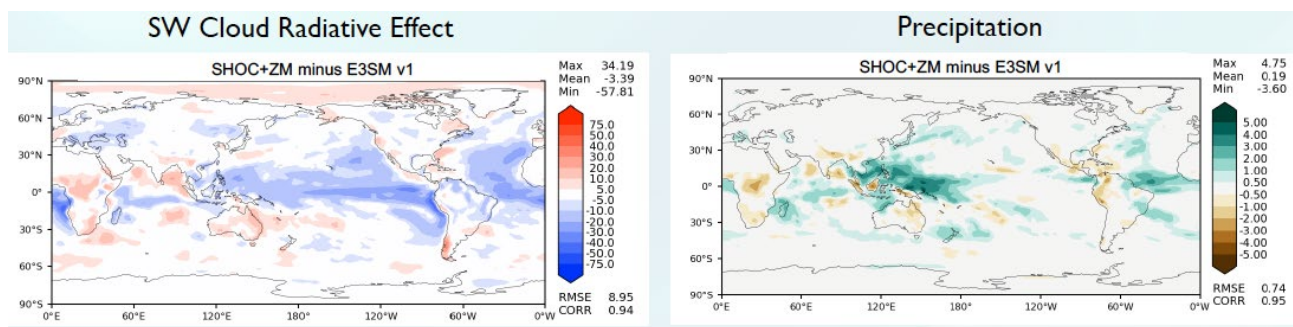 SW Cloud Radiative Effect
SHOC+ZM minus E3SM v1
Max 34.19
Mean -3.39
Min -57.81
90°N
60°N
30°N
0°
30°S
60°S
90°S
0°E
60°E
120°E
180°
120°W
60°W
0°W
75.0
50.0
40.0
30.0
20.0
10.0
5.0
-5.0
-10.0
-20.0
-30.0
-40.0
-50.0
-75.0
RMSE 8.95
CORR 0.94
Precipitation
SHOC+ZM minus E3SM v1
Max 4.75
Mean 0.19
Min -3.60
90°N
60°N
30°N
0°
30°S
60°S
90°S
0°E
60°E
120°E
180°
120°W
60°W
0°W
5.00
4.00
3.00
2.00
1.00
0.50
-0.50
-1.00
-2.00
-3.00
-4.00
-5.00
RMSE 0.74
CORR 0.95